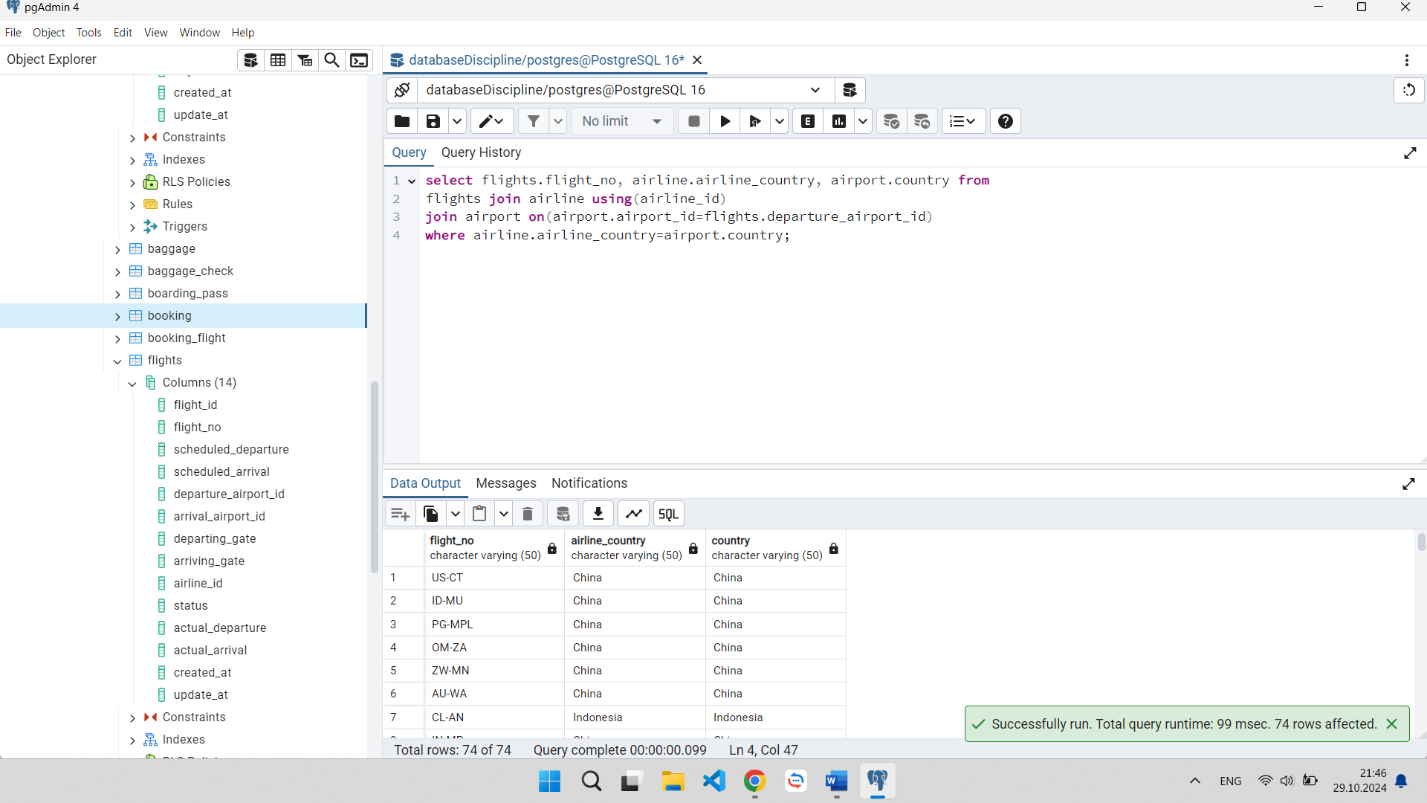 pgAdmin 4
File Object Tools Edit View Window Help
Object Explorer
created_at
update_at
Constraints
Indexes
RLS Policies
Rules
Triggers
baggage
baggage_check
boarding_pass
booking
booking_flight
flights
Columns (14)
flight_id
flight_no
scheduled_departure
scheduled_arrival
departure_airport_id
arrival_airport_id
departing_gate
arriving_gate
airline_id
status
actual_departure
actual_arrival
created_at
update_at
Constraints
Indexes
databaseDiscipline/postgres@PostgreSQL 16*
databaseDiscipline/postgres@PostgreSQL 16
No limit
E
Query Query History
1 select flights.flight_no, airline.airline_country, airport.country from
2 flights join airline using(airline_id)
3 join airport on(airport.airport_id=flights.departure_airport_id)
4 where airline.airline_country=airport.country;
Data Output Messages Notifications
SQL
flight_no airline_country country
character varying (50) character varying (50) character varying (50)
1 US-CT China China
2 ID-MU China China
3 PG-MPL China China
4 OM-ZA China China
5 ZW-MN China China
6 AU-WA China China
7 CL-AN Indonesia Indonesia
Successfully run. Total query runtime: 99 msec. 74 rows affected.
Total rows: 74 of 74 Query complete 00:00:00.099 Ln 4, Col 47
ENG
21:46
29.10.2024